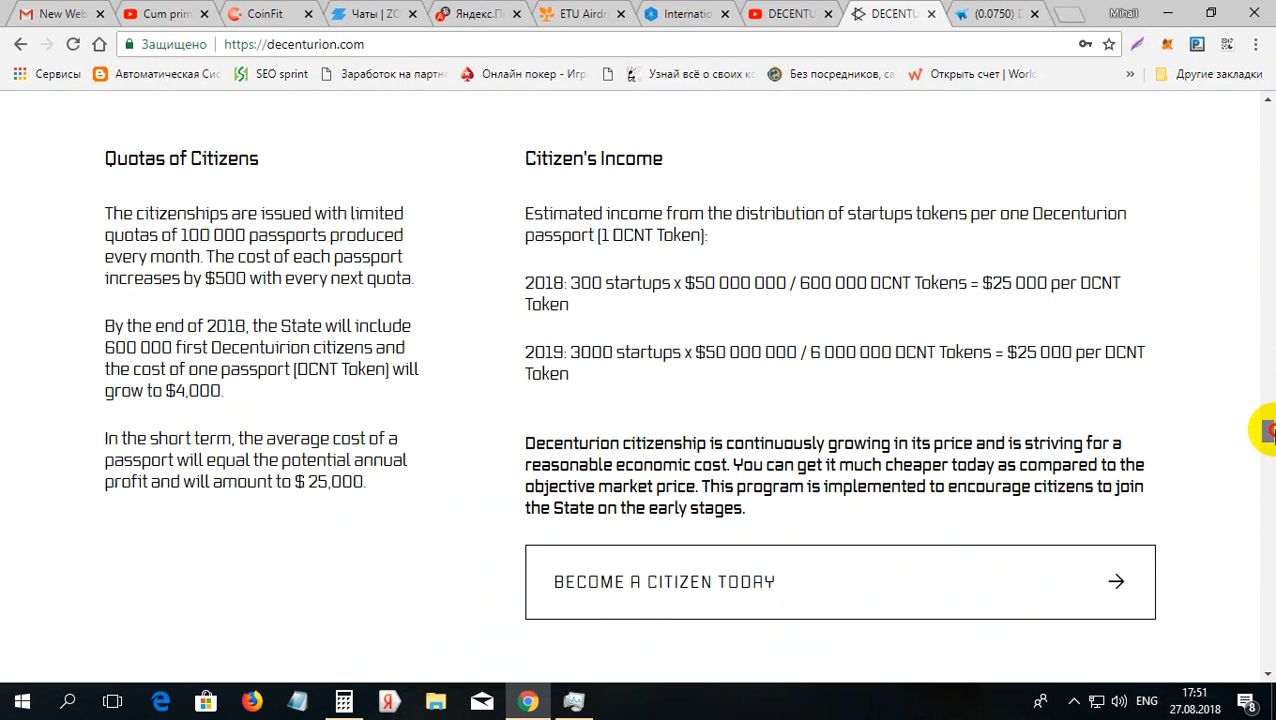 New Web
Cum prim
CoinFit
Чаты | ZO
Яндекс.П
ETU Airdr
Internatio
DECENTU
DECENTU
(0.0750) D
Mihail
Защищено
https://decenturion.com
Сервисы
Автоматическая Сис
SEO sprint
Заработок на партне
Онлайн покер - Игр
Узнай всё о своих ко
Без посредников, са
Открыть счет | World
Другие закладки
Quotas of Citizens
The citizenships are issued with limited
quotas of 100 000 passports produced
every month. The cost of each passport
increases by $500 with every next quota.
By the end of 2018, the State will include
600 000 first Decentuirion citizens and
the cost of one passport (DCNT Token) will
grow to $4,000.
In the short term, the average cost of a
passport will equal the potential annual
profit and will amount to $ 25,000.
Citizen's Income
Estimated income from the distribution of startups tokens per one Decenturion
passport (1 DCNT Token):
2018: 300 startups x $50 000 000 / 600 000 DCNT Tokens = $25 000 per DCNT
Token
2019: 3000 startups x $50 000 000 / 6 000 000 DCNT Tokens = $25 000 per DCNT
Token
Decenturion citizenship is continuously growing in its price and is striving for a
reasonable economic cost. You can get it much cheaper today as compared to the
objective market price. This program is implemented to encourage citizens to join
the State on the early stages.
BECOME A CITIZEN TODAY
ENG
17:51
27.08.2018
8